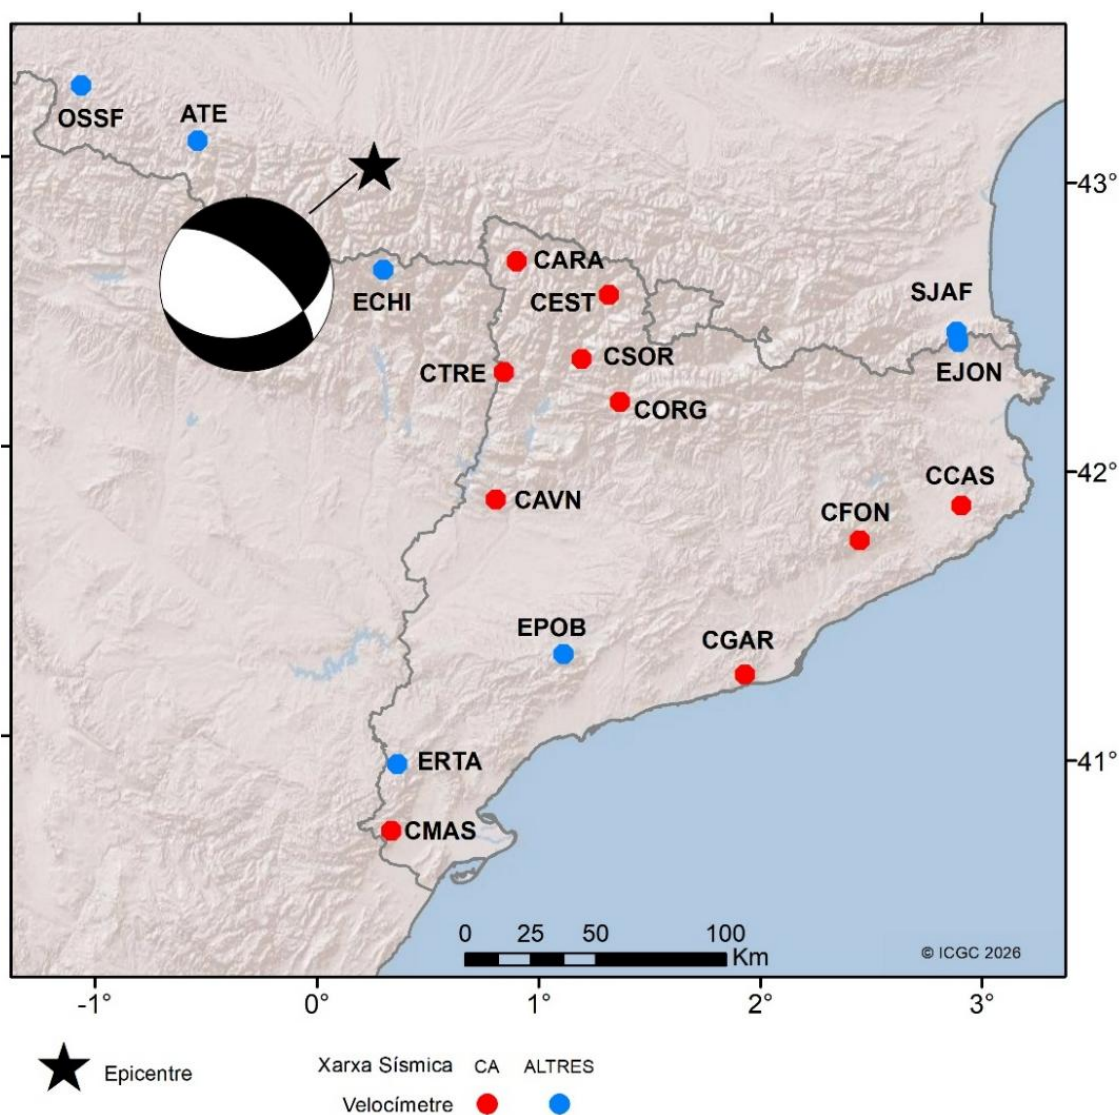 ATE
OSSF
43°
CARA
ECHI
CEST
SJAF
CTRE
CSOR
EJON
CORG
42°
CCAS
CAVN
CFON
EPOB
CGAR
ERTA
41°
CMAS
0 25 50 100
Km
© ICGC 2026
-1° 0° 1° 2° 3°
Epicentre
Xarxa Sísmica CA ALTRES
Velocímetre